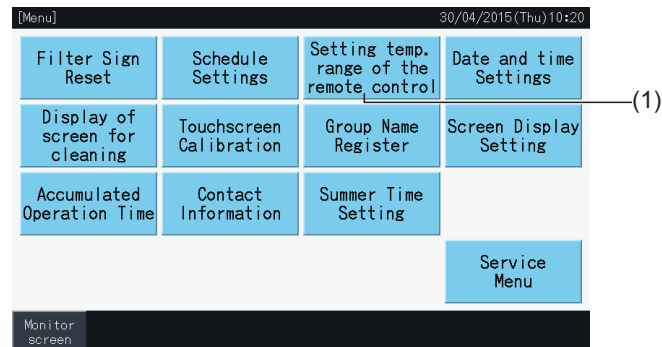 [Menu]
30/04/2015(Thu)10:20
Filter Sign
Reset
Schedule
Settings
Setting temp.
range of the
remote control
Date and time
Settings
(1)
Display of
screen for
cleaning
Touchscreen
Calibration
Group Name
Register
Screen Display
Setting
Accumulated
Operation Time
Contact
Information
Summer Time
Setting
Service
Menu
Monitor
screen